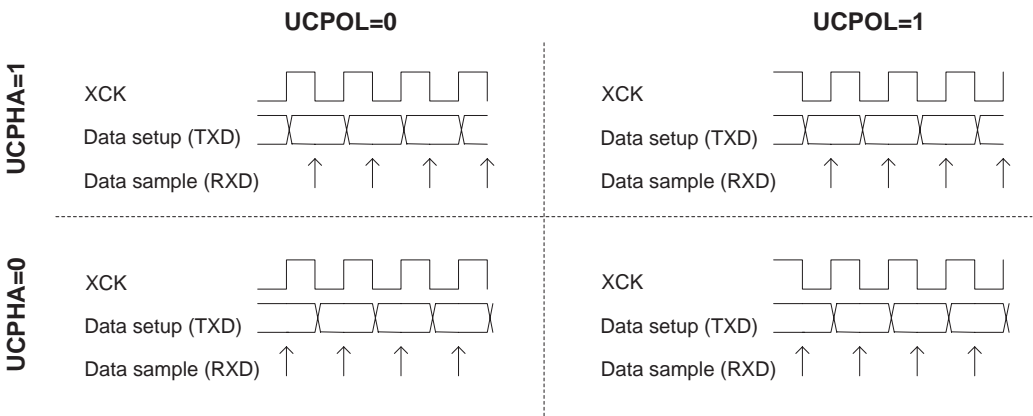 UCPOL=0
UCPOL=1
UCPHA=1
XCK
Data setup (TXD)
Data sample (RXD)
XCK
Data setup (TXD)
Data sample (RXD)
UCPHA=0
XCK
Data setup (TXD)
Data sample (RXD)
XCK
Data setup (TXD)
Data sample (RXD)